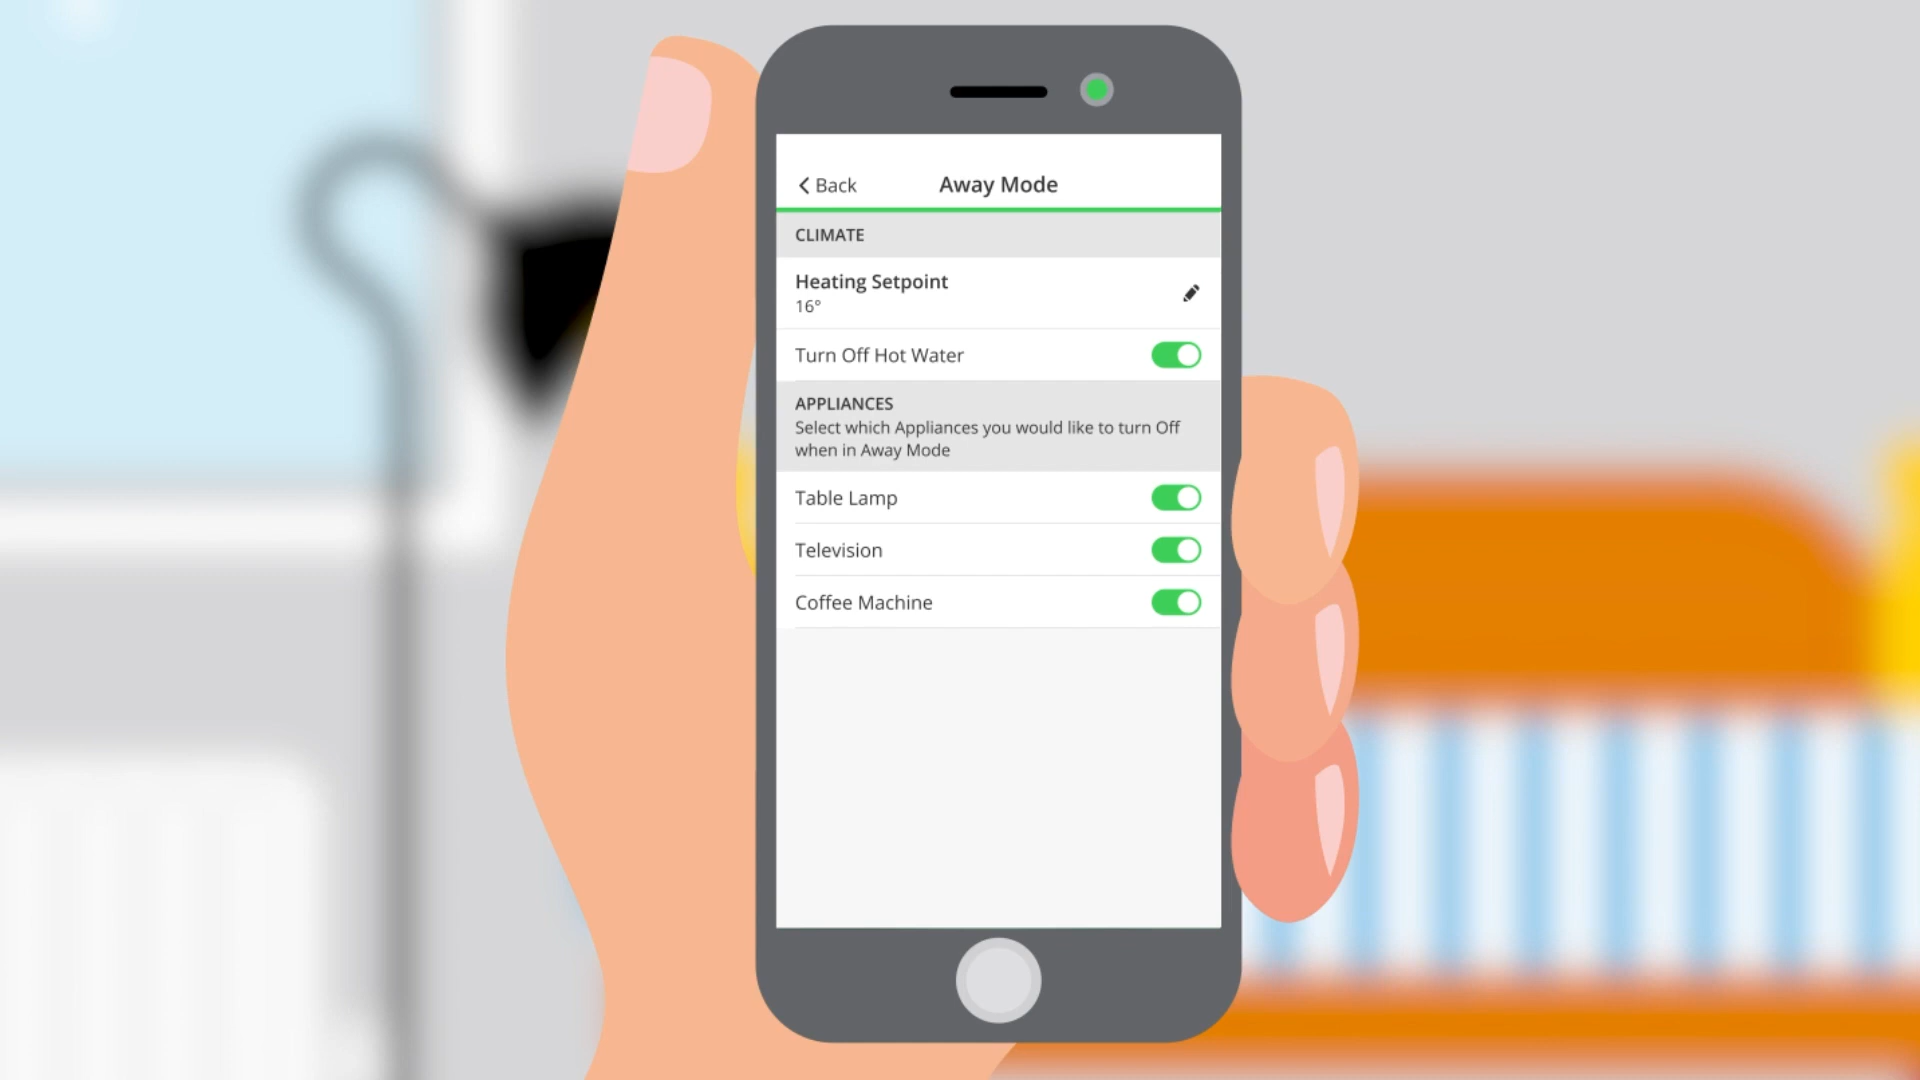 Back
Away Mode
CLIMATE
Heating Setpoint
16°
Turn Off Hot Water
APPLIANCES
Select which Appliances you would like to turn Off
when in Away Mode
Table Lamp
Television
Coffee Machine